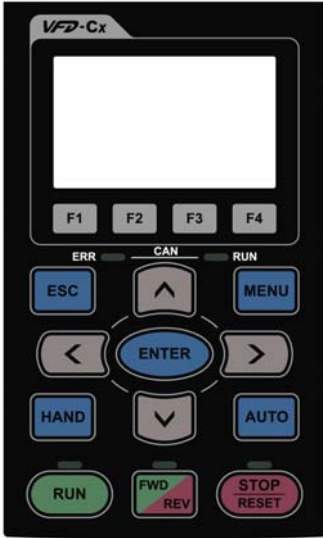 VFD-Cx
F1 F2 F3 F4
ERR CAN RUN
ESC MENU
ENTER
HAND AUTO
RUN FWD REV STOP RESET